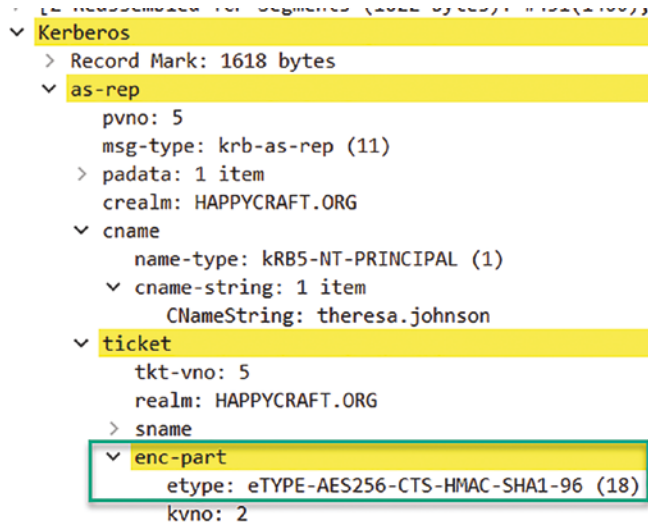 Kerberos
Record Mark: 1618 bytes
as-rep
pvno: 5
msg-type: krb-as-rep (11)
padata: 1 item
crealm: HAPPYCRAFT.ORG
cname
name-type: kRB5-NT-PRINCIPAL (1)
cname-string: 1 item
CNameString: theresa.johnson
ticket
tkt-vno: 5
realm: HAPPYCRAFT.ORG
sname
enc-part
etype: eTYPE-AES256-CTS-HMAC-SHA1-96 (18)
kvno: 2